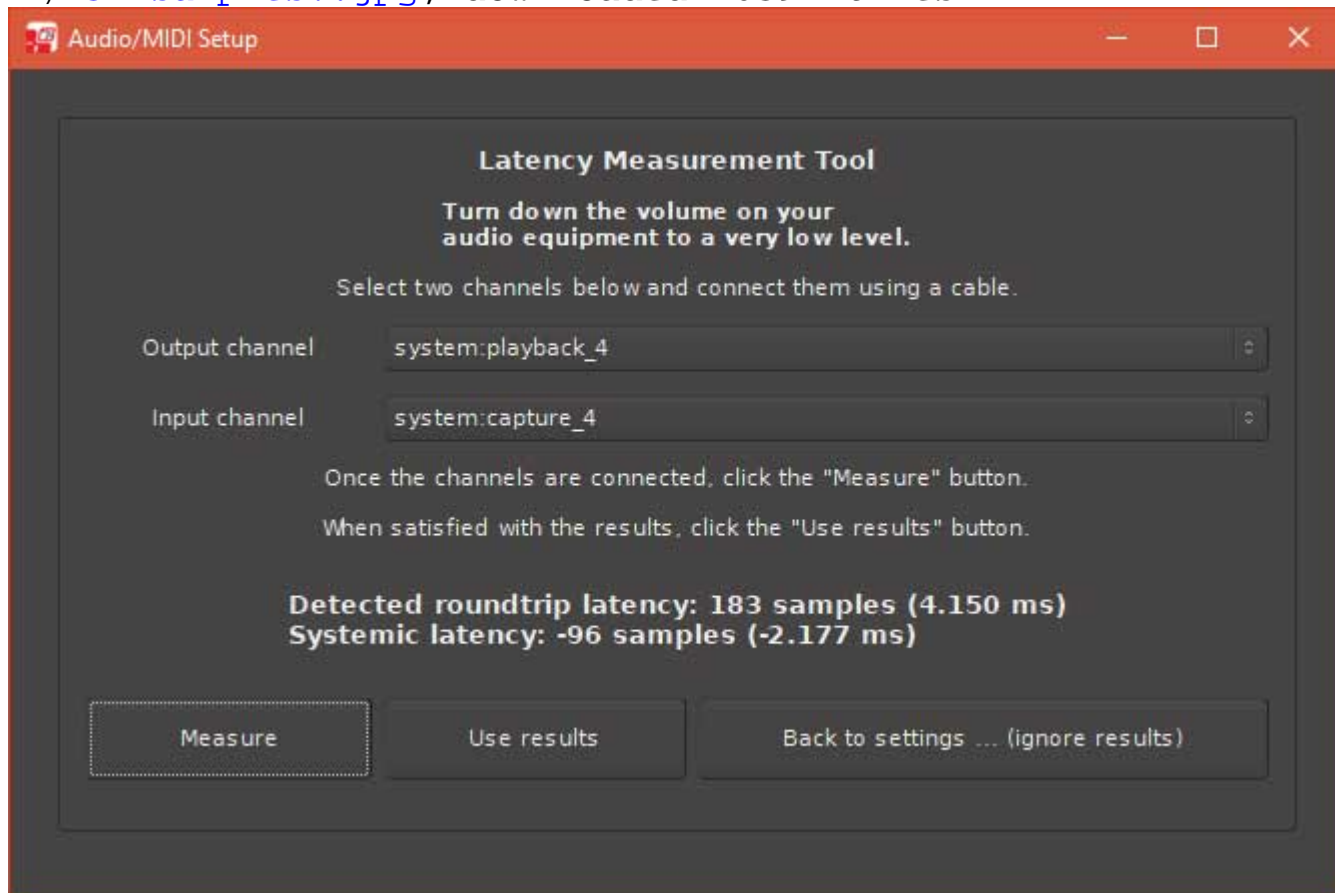 Audio/MIDI Setup
Latency Measurement Tool
Turn down the volume on your
audio equipment to a very low level.
Select two channels below and connect them using a cable.
Output channel system:playback_4
Input channel system:capture_4
Once the channels are connected, click the "Measure" button.
When satisfied with the results, click the "Use results" button.
Detected roundtrip latency: 183 samples (4.150 ms)
Systemic latency: -96 samples (-2.177 ms)
Measure Use results Back to settings ... (ignore results)